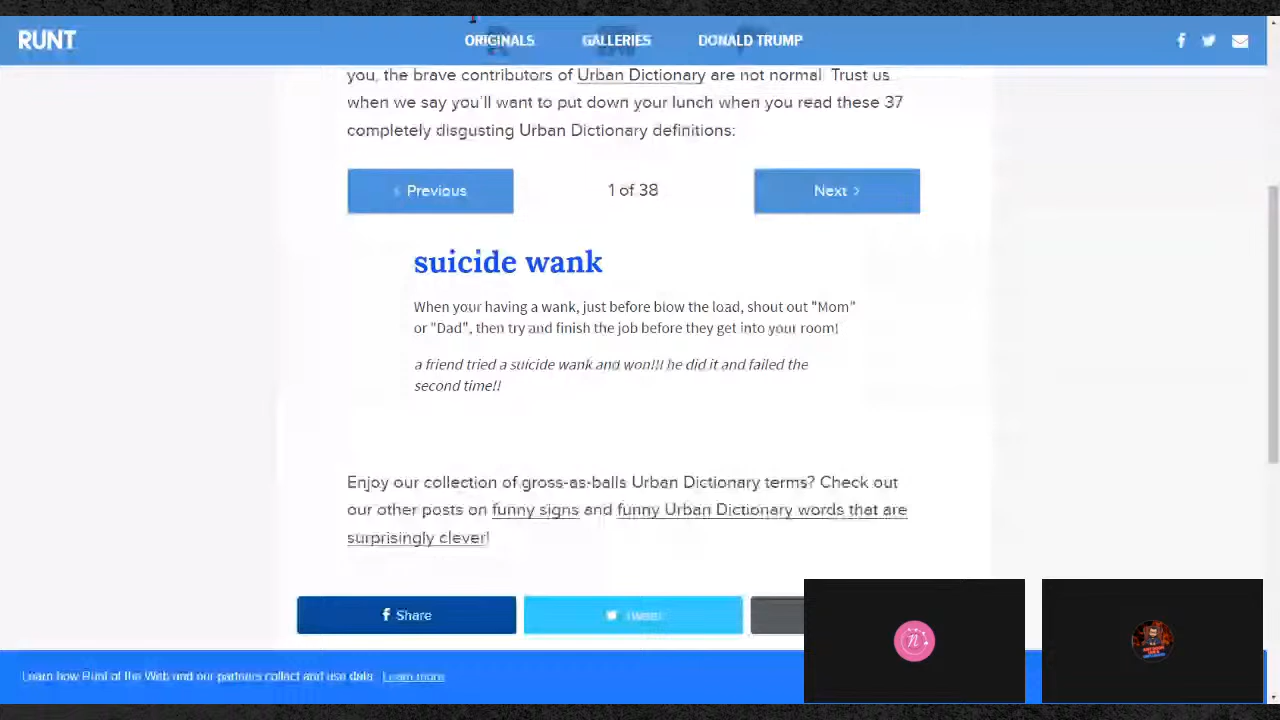 RUNT
ORIGINALS GALLERIES DONALD TRUMP
you, the brave contributors of Urban Dictionary are not normal. Trust us
when we say you'll want to put down your lunch when you read these 37
completely disgusting Urban Dictionary definitions:
Previous 1 of 38 Next
suicide wank
When your having a wank, just before blow the load, shout out "Mom"
or "Dad", then try and finish the job before they get into your room!
a friend tried a suicide wank and won!!! he did it and failed the
second time!!
Enjoy our collection of gross-as-balls Urban Dictionary terms? Check out
our other posts on funny signs and funny Urban Dictionary words that are
surprisingly clever!
Share Tweet
Learn how Runt of the Web and our partners collect and use data. Learn more
n